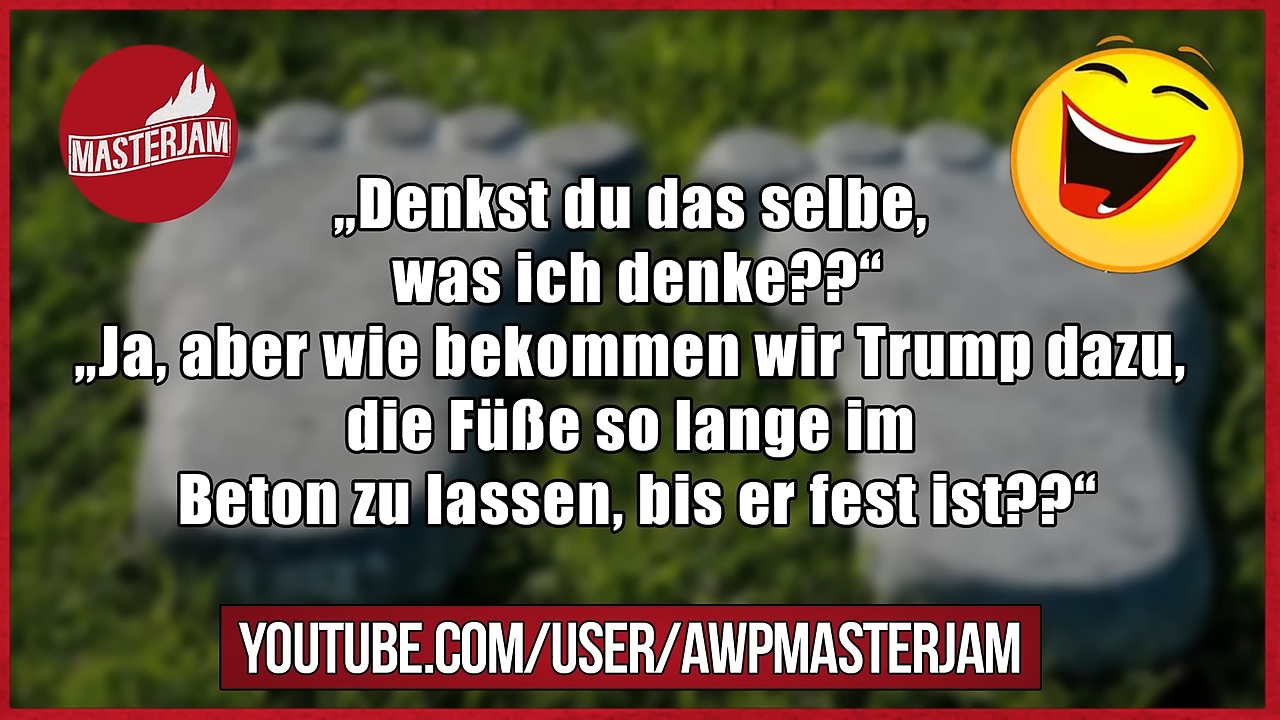 MASTERJAM
„Denkst du das selbe,
was ich denke??“
„Ja, aber wie bekommen wir Trump dazu,
die Füße so lange im
Beton zu lassen, bis er fest ist??“
YOUTUBE.COM/USER/AWPMASTERJAM